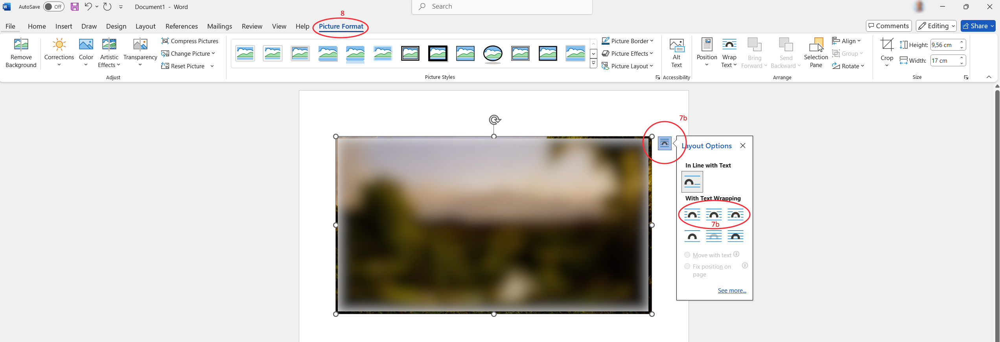 AutoSave Off Document1 - Word Search
8
File Home Insert Draw Design Layout References Mailings Review View Help Picture Format Comments Editing Share
Remove Background
Corrections
Color
Artistic Effects
Transparency
Compress Pictures
Change Picture
Reset Picture
Adjust
Picture Styles
Picture Border
Picture Effects
Picture Layout
Alt Text
Accessibility
Position
Wrap Text
Bring Forward
Send Backward
Selection Pane
Align
Group
Rotate
Arrange
Crop
Height: 9,56 cm
Width: 17 cm
Size
7b
Layout Options
In Line with Text
With Text Wrapping
7b
Move with text
Fix position on
page
See more...